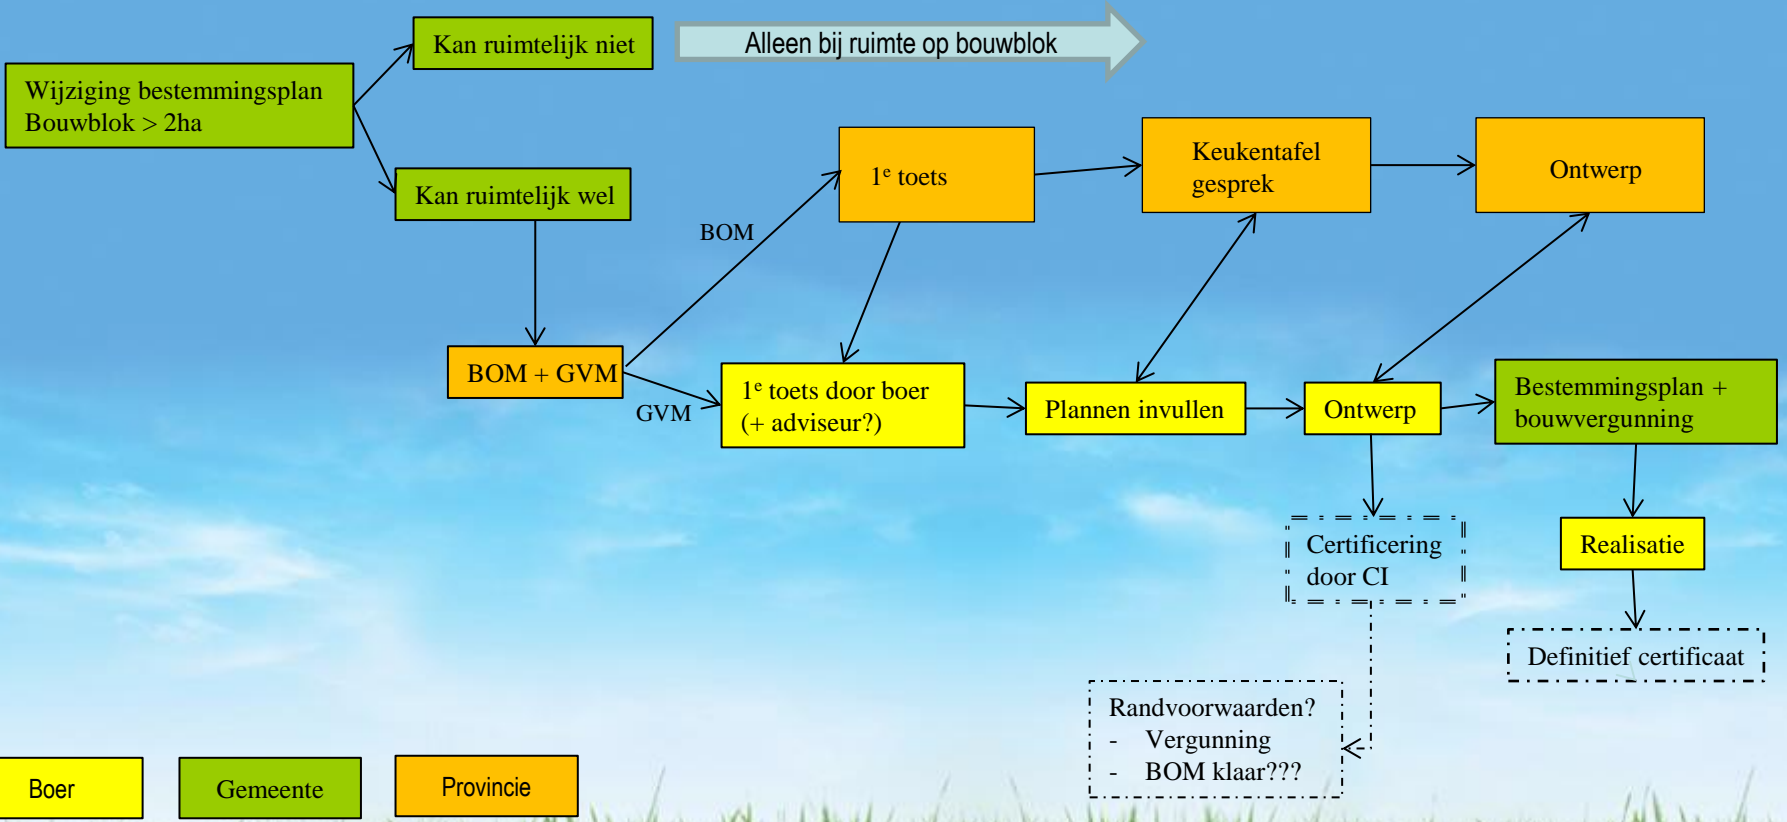 Kan ruimtelijk niet
Alleen bij ruimte op bouwblok
Wijziging bestemmingsplan
Bouwblok > 2ha
Kan ruimtelijk wel
1e toets
Keukentafel
gesprek
Ontwerp
BOM
BOM + GVM
GVM
1e toets door boer
(+ adviseur?)
Plannen invullen
Ontwerp
Bestemmingsplan +
bouwvergunning
Certificering
door CI
Realisatie
Definitief certificaat
Randvoorwaarden?
- Vergunning
- BOM klaar???
Boer
Gemeente
Provincie